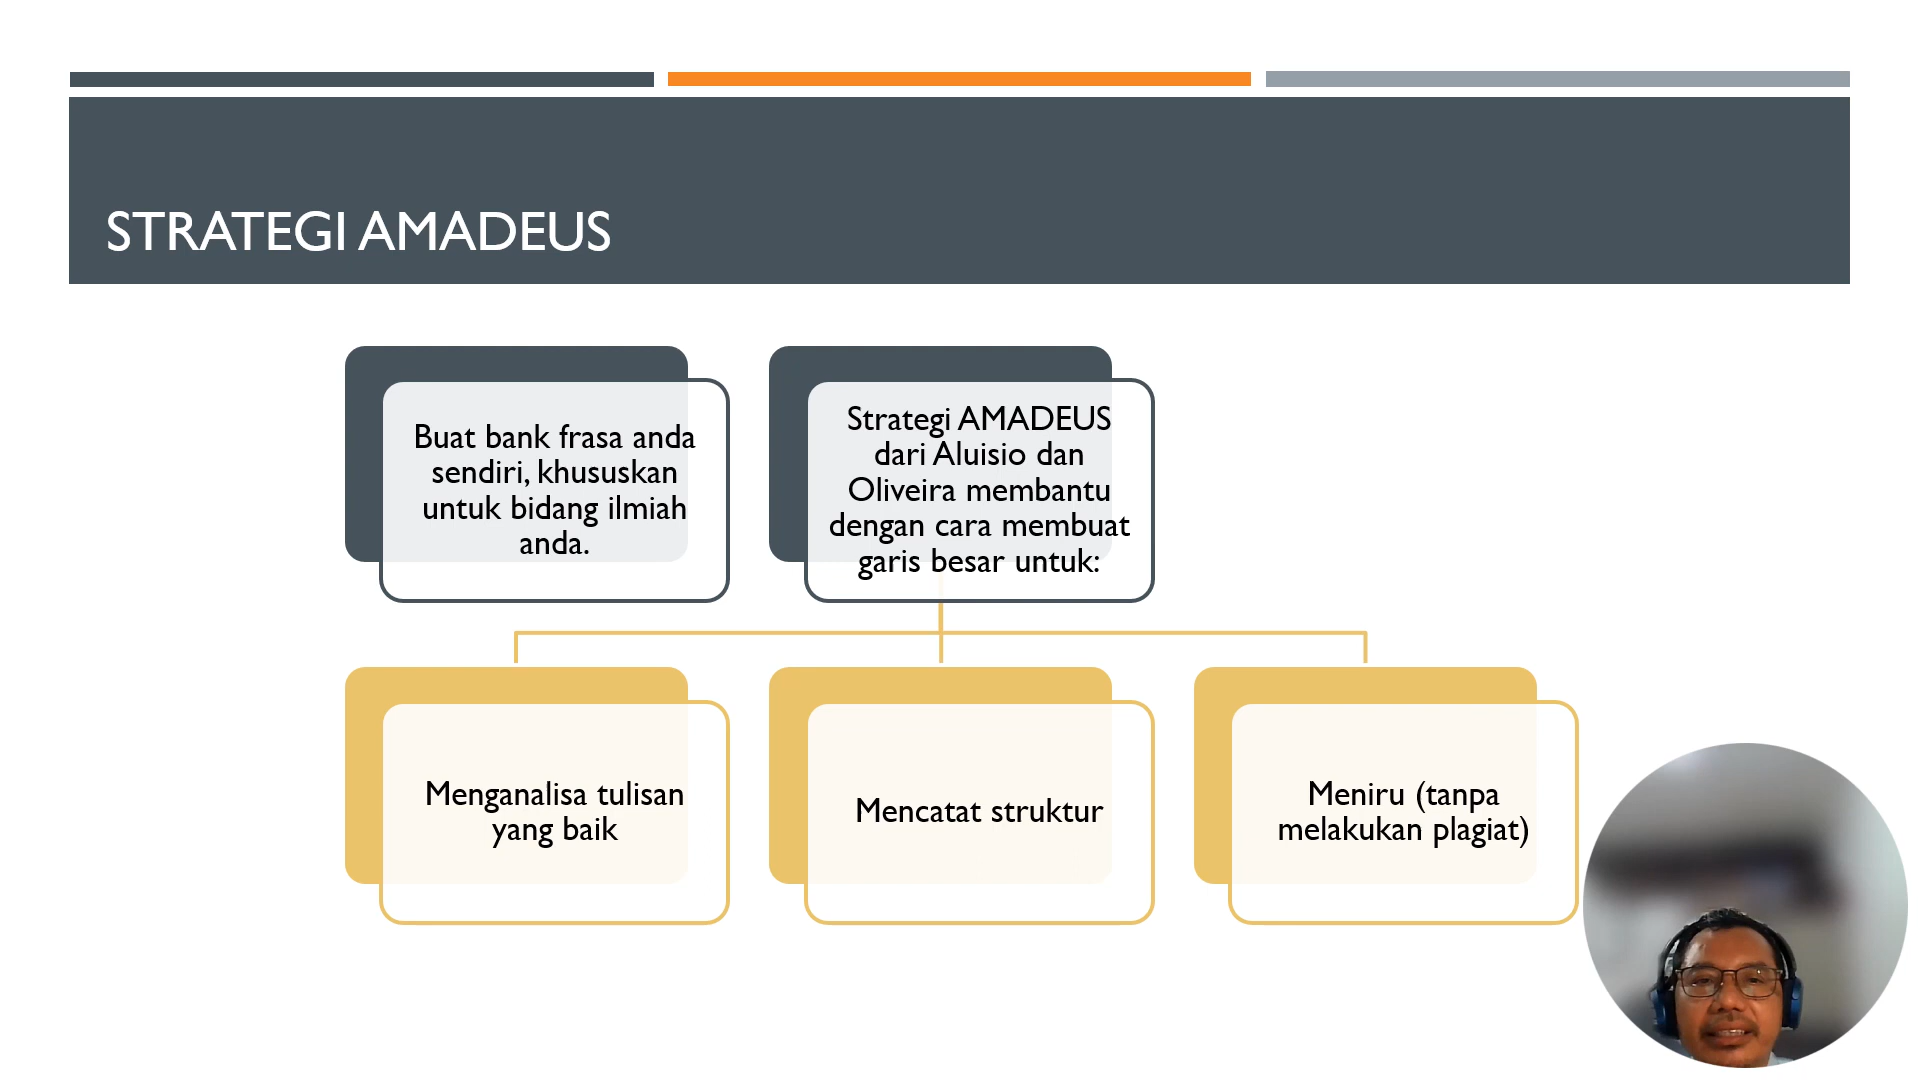 STRATEGI AMADEUS
Buat bank frasa anda
sendiri, khususkan
untuk bidang ilmiah
anda.
Strategi AMADEUS
dari Aluisio dan
Oliveira membantu
dengan cara membuat
garis besar untuk:
Menganalisa tulisan
yang baik
Mencatat struktur
Meniru (tanpa
melakukan plagiat)